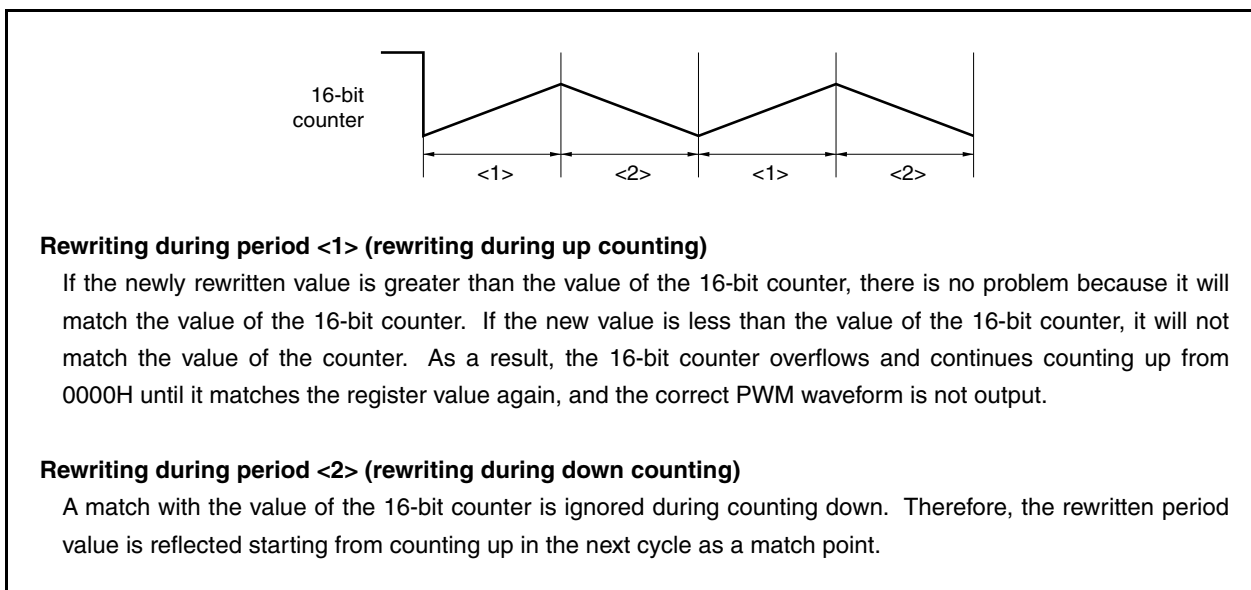 16-bit
counter
<1>
<2>
<1>
<2>
Rewriting during period <1> (rewriting during up counting)
If the newly rewritten value is greater than the value of the 16-bit counter, there is no problem because it will
match the value of the 16-bit counter. If the new value is less than the value of the 16-bit counter, it will not
match the value of the counter. As a result, the 16-bit counter overflows and continues counting up from
0000H until it matches the register value again, and the correct PWM waveform is not output.
Rewriting during period <2> (rewriting during down counting)
A match with the value of the 16-bit counter is ignored during counting down. Therefore, the rewritten period
value is reflected starting from counting up in the next cycle as a match point.